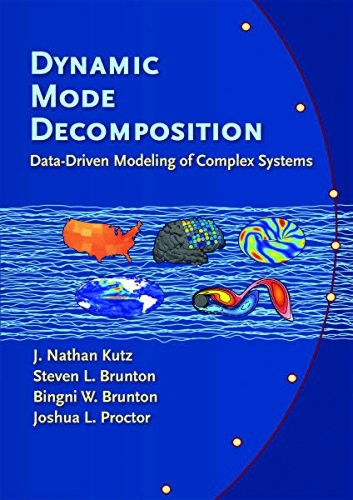 DYNAMIC
MODE
DECOMPOSITION
Data-Driven Modeling of Complex Systems
J. Nathan Kutz
Steven L. Brunton
Bingni W. Brunton
Joshua L. Proctor